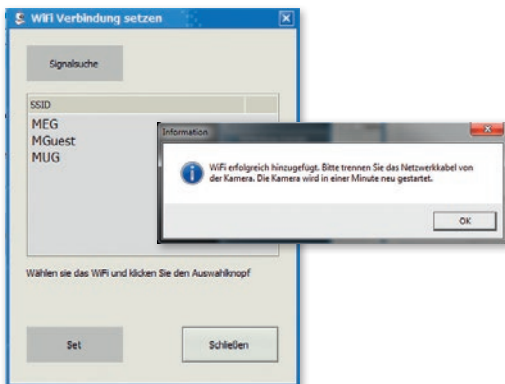 WiFi Verbindung setzen
Signalsuche
SSID
MEG
MGuest
MUG
Wählen sie das WiFi und klicken Sie den Auswahlknopf
Set
Schließen
Information
WiFi erfolgreich hinzugefügt. Bitte trennen Sie das Netzwerkkabel von
der Kamera. Die Kamera wird in einer Minute neu gestartet.
OK